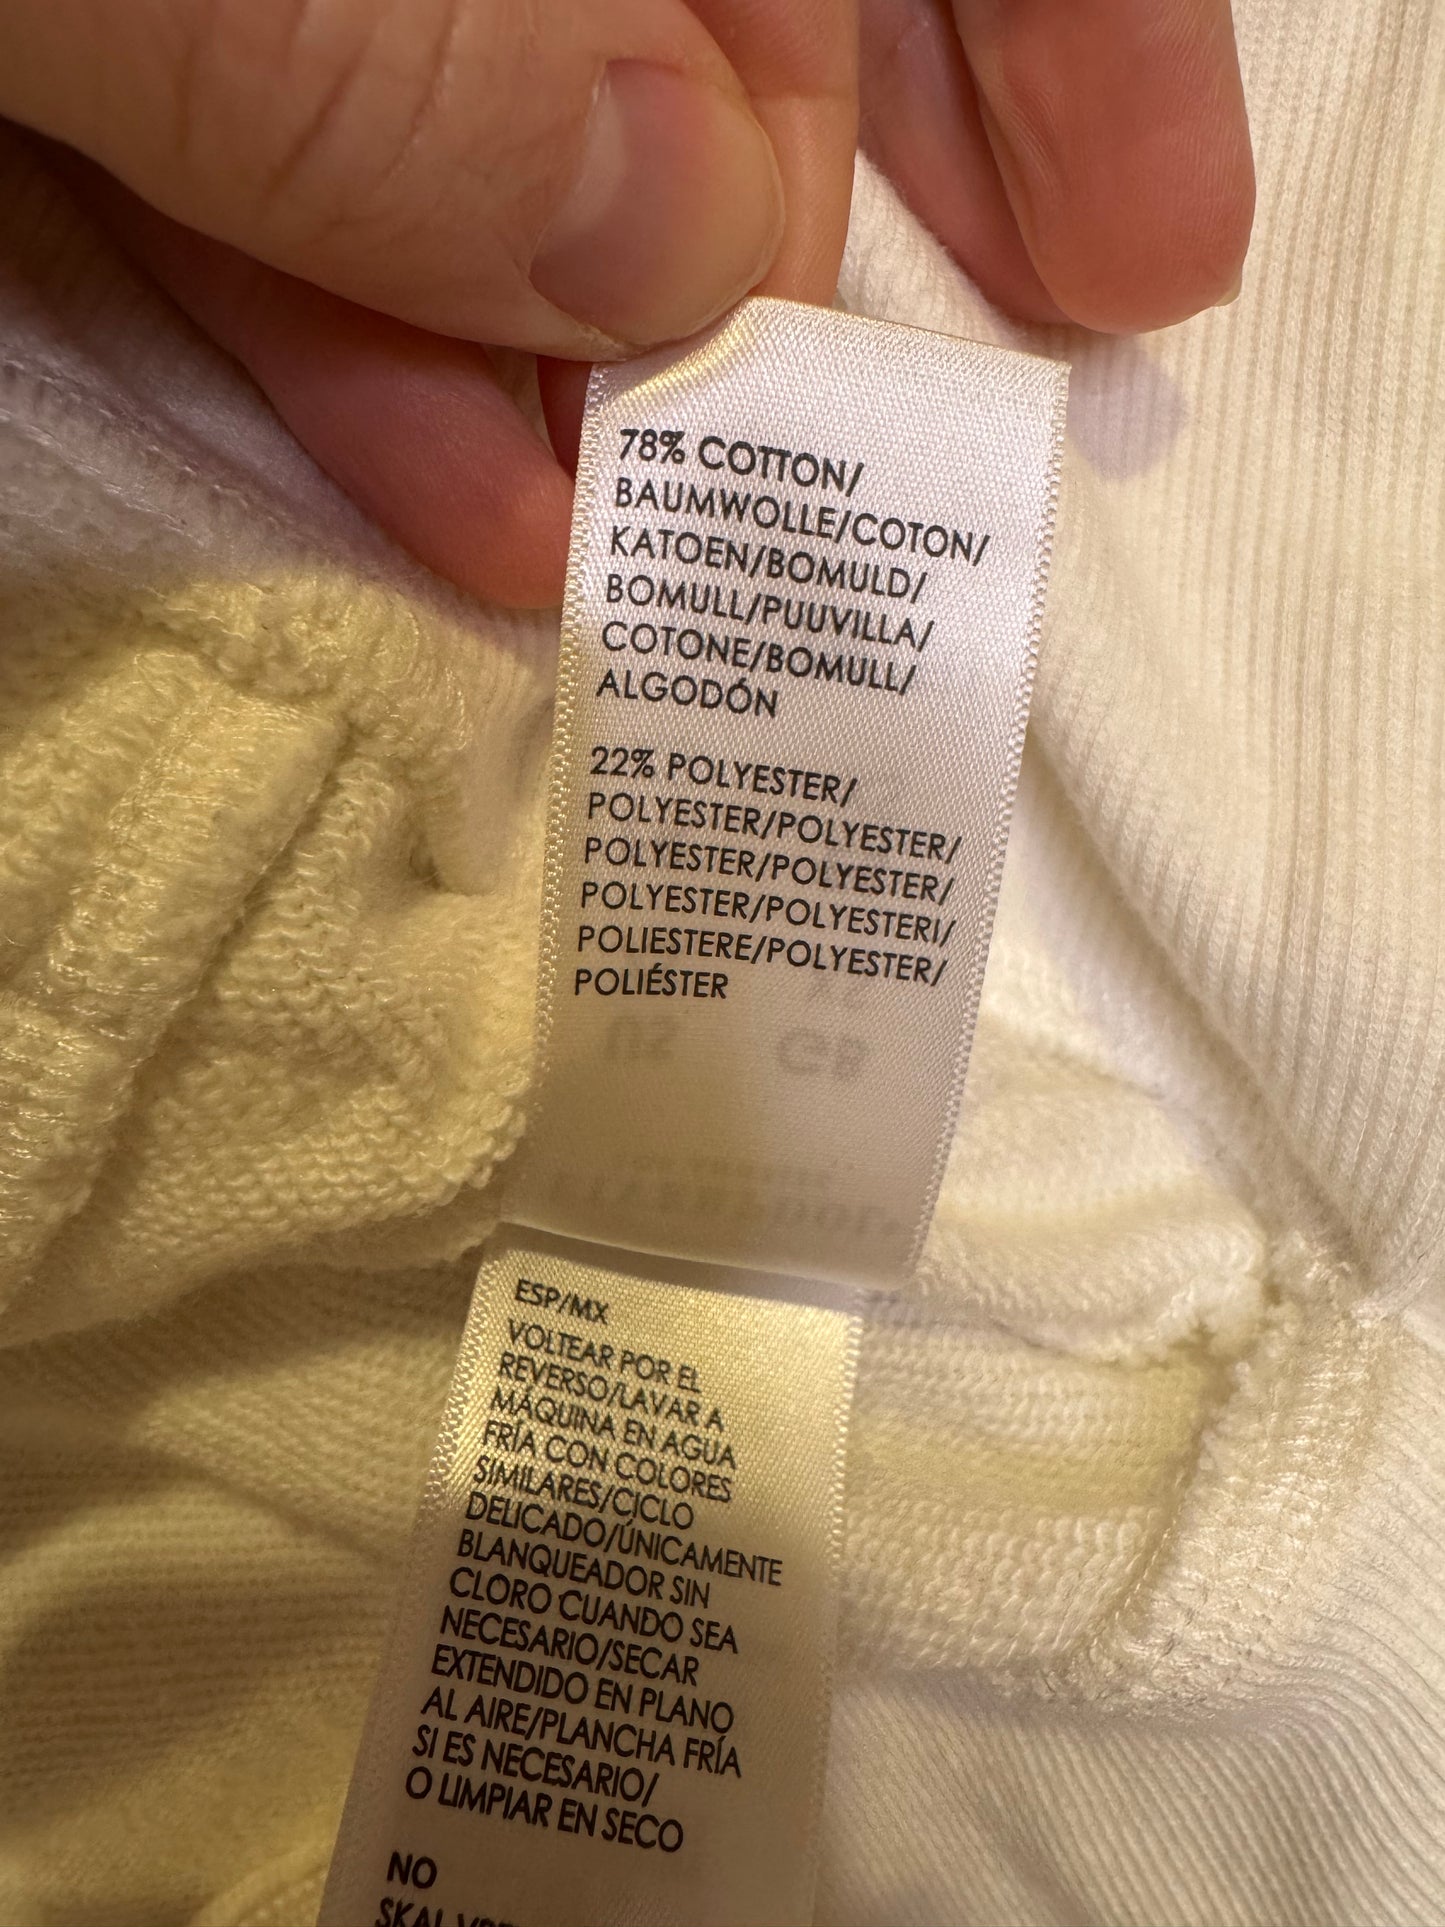 78% COTTON/
BAUMWOLLE/COTON/
KATOEN/BOMULD/
BOMULL/PUUVILLA/
COTONE/BOMULL/
ALGODÓN
22% POLYESTER/
POLYESTER/POLYESTER/
POLYESTER/POLYESTER/
POLYESTER/POLYESTERI/
POLIESTERE/POLYESTER/
POLIÉSTER
ESP/MX
VOLTEAR POR EL
REVERSO/LAVAR A
MÁQUINA EN AGUA
FRÍA CON COLORES
SIMILARES/CICLO
DELICADO/ÚNICAMENTE
BLANQUEADOR SIN
CLORO CUANDO SEA
NECESARIO/SECAR
EXTENDIDO EN PLANO
AL AIRE/PLANCHA FRÍA
SI ES NECESARIO/
O LIMPIAR EN SECO
NO
SKAL